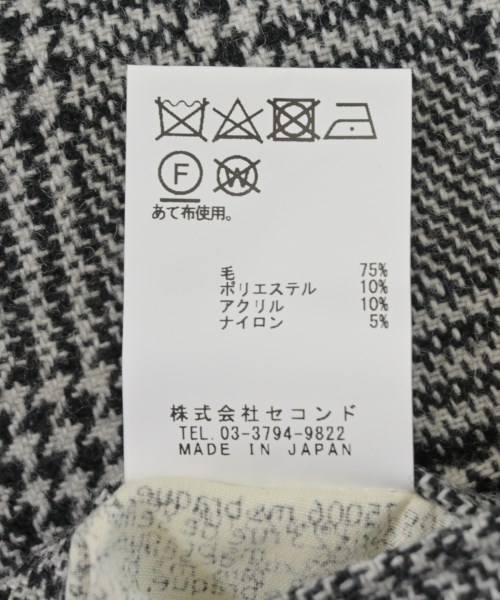 F W
あて布使用。
毛 75%
ポリエステル 10%
アクリル 10%
ナイロン 5%
株式会社セコンド
TEL. 03-3794-9822
MADE IN JAPAN